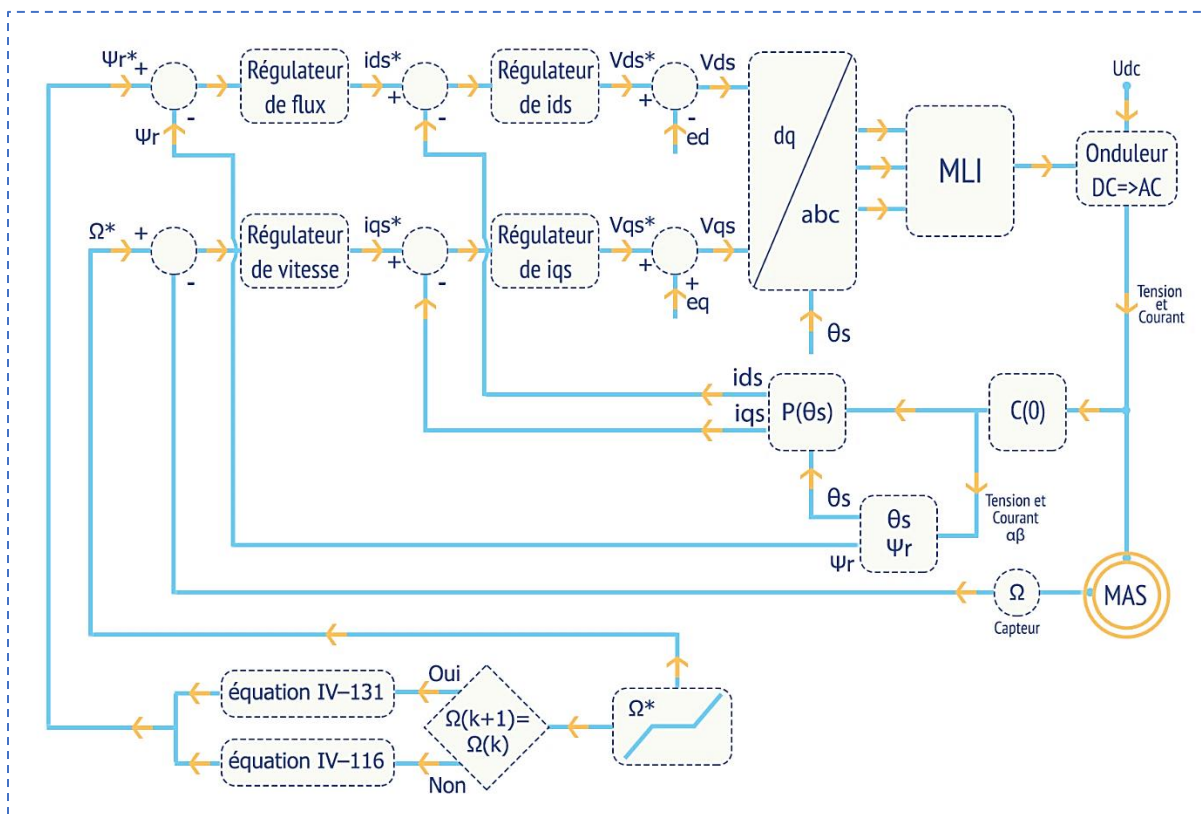 Ψr*
+
-
Ψr
Régulateur
de flux
ids*
+
-
Régulateur
de ids
Vds*
+
-
ed
Vds
dq
abc
MLI
Udc
Onduleur
DC=>AC
Ω*
+
-
Régulateur
de vitesse
iqs*
+
-
Régulateur
de iqs
Vqs*
+
+
eq
Vqs
θs
Tension
et
Courant
ids
iqs
P(θs)
C(0)
θs
θs
Ψr
Ψr
Tension et
Courant
αβ
Ω
Capteur
MAS
équation IV–131
Oui
Ω(k+1)=
Ω(k)
Ω*
équation IV–116
Non